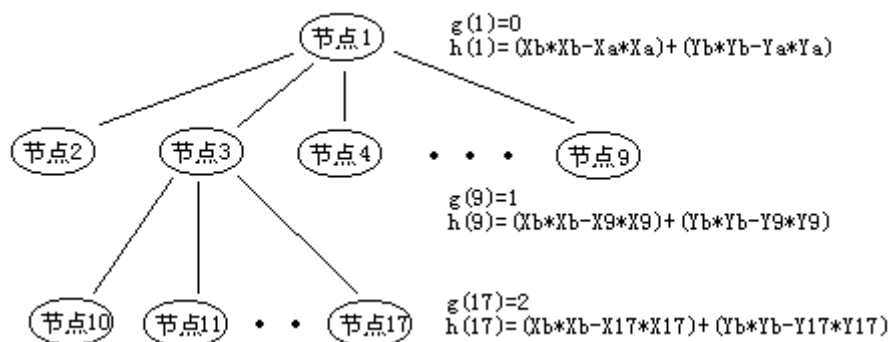 节点1
g(1)=0
h(1)=(Xb*Xb-Xa*Xa)+(Yb*Yb-Ya*Ya)
节点2 节点3 节点4 • • • 节点9
g(9)=1
h(9)=(Xb*Xb-X9*X9)+(Yb*Yb-Y9*Y9)
节点10 节点11 • • 节点17
g(17)=2
h(17)=(Xb*Xb-X17*X17)+(Yb*Yb-Y17*Y17)